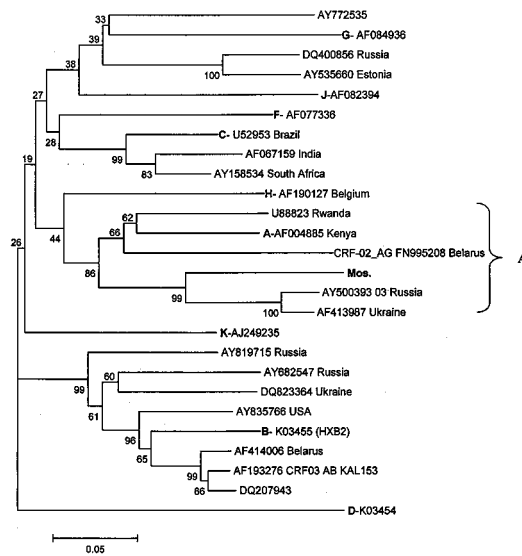 33
AY772535
G- AF084936
39
DQ400856 Russia
100
AY535660 Estonia
38
J-AF082394
27
F- AF077336
28
C- U52953 Brazil
99
AF067159 India
83
AY158534 South Africa
19
H- AF190127 Belgium
U88823 Rwanda
62
A-AF004885 Kenya
66
44
CRF-02_AG FN995208 Belarus
A
86
Mos.
99
AY500393 03 Russia
100
AF413987 Ukraine
26
K-AJ249235
AY819715 Russia
99
60
AY682547 Russia
DQ823364 Ukraine
61
AY835766 USA
96
B- K03455 (HXB2)
65
AF414006 Belarus
99
AF193276 CRF03 AB KAL153
66
DQ207943
D-K03454
0.05